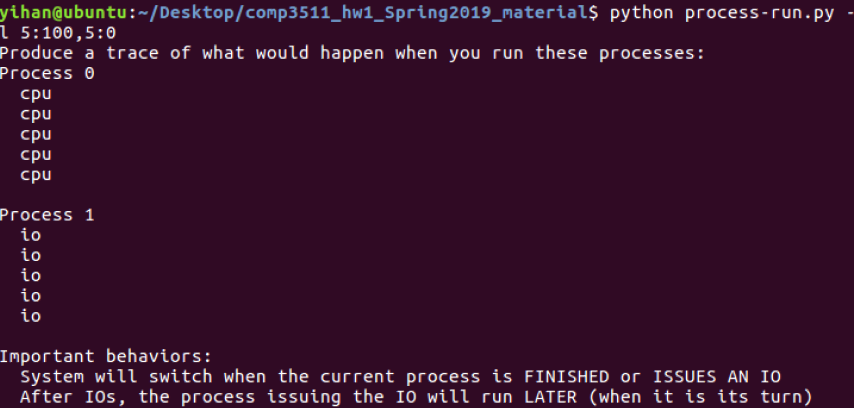 yihan@ubuntu:~/Desktop/comp3511_hw1_Spring2019_material$ python process-run.py -
l 5:100,5:0
Produce a trace of what would happen when you run these processes:
Process 0
  cpu
  cpu
  cpu
  cpu
  cpu

Process 1
  io
  io
  io
  io
  io

Important behaviors:
  System will switch when the current process is FINISHED or ISSUES AN IO
  After IOs, the process issuing the IO will run LATER (when it is its turn)